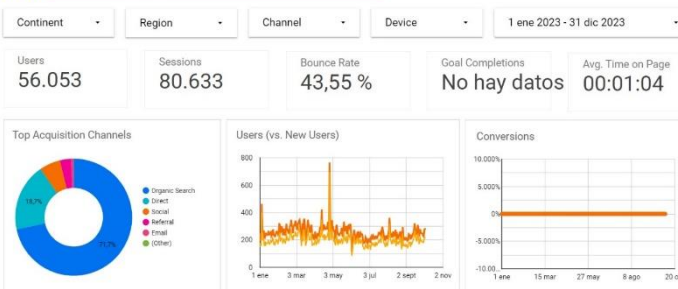 Continent
Region
Channel
Device
1 ene 2023 - 31 dic 2023
Users
56.053
Sessions
80.633
Bounce Rate
43,55 %
Goal Completions
No hay datos
Avg. Time on Page
00:01:04
Top Acquisition Channels
18,7%
71,7%
Organic Search
Direct
Social
Referral
Email
(Other)
Users (vs. New Users)
800
600
400
200
0
1 ene
3 mar
3 may
3 jul
2 sept
2 nov
Conversions
10.000%
5.000%
0%
-5.000%
-10.00...
1 ene
15 mar
27 may
8 ago
20 o